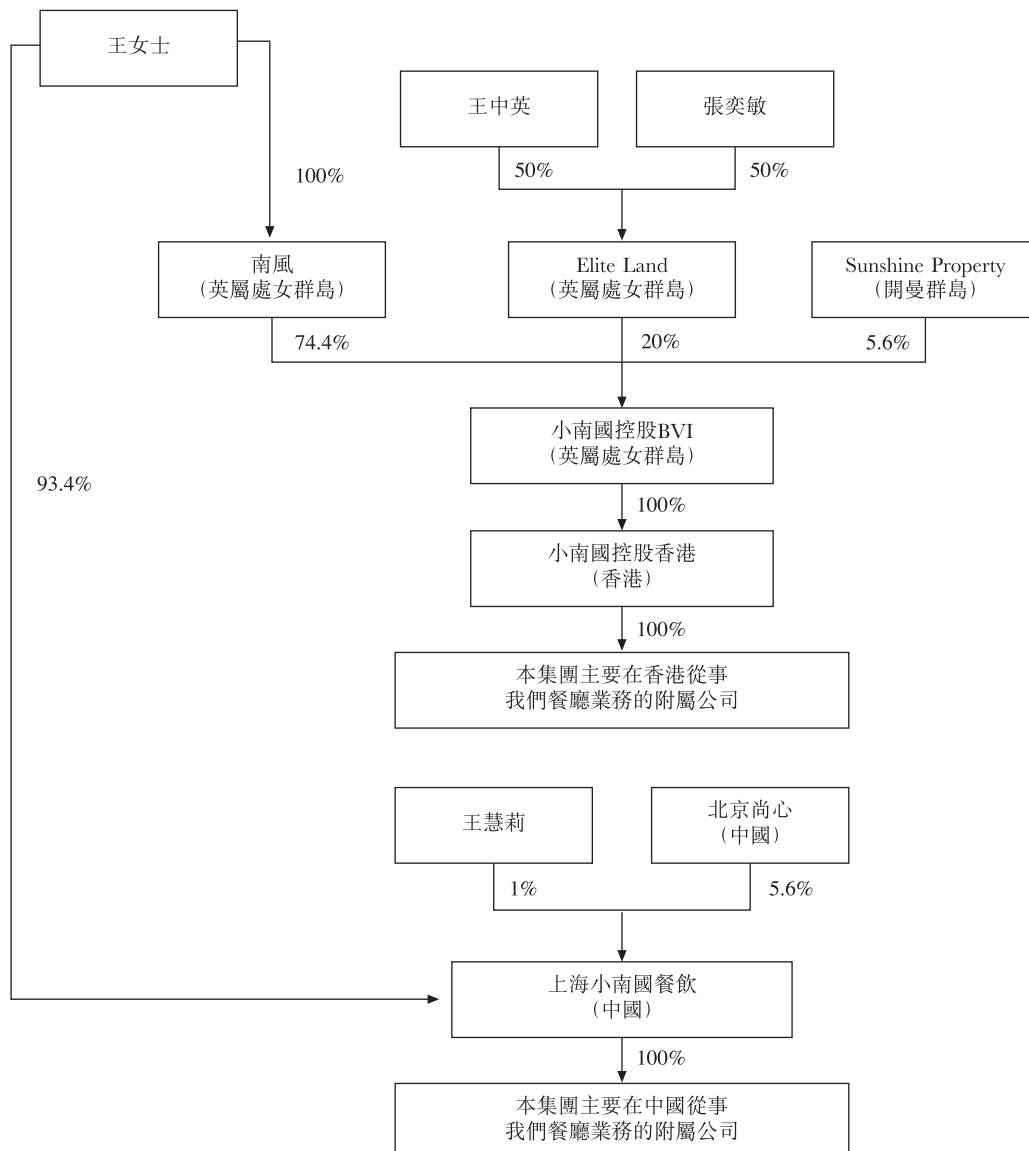 王女士
王中英
張奕敏
100%
50%
50%
南風
（英屬處女群島）
Elite Land
（英屬處女群島）
Sunshine Property
（開曼群島）
74.4%
20%
5.6%
小南國控股BVI
（英屬處女群島）
93.4%
100%
小南國控股香港
（香港）
100%
本集團主要在香港從事
我們餐廳業務的附屬公司
王慧莉
北京尚心
（中國）
1%
5.6%
上海小南國餐飲
（中國）
100%
本集團主要在中國從事
我們餐廳業務的附屬公司